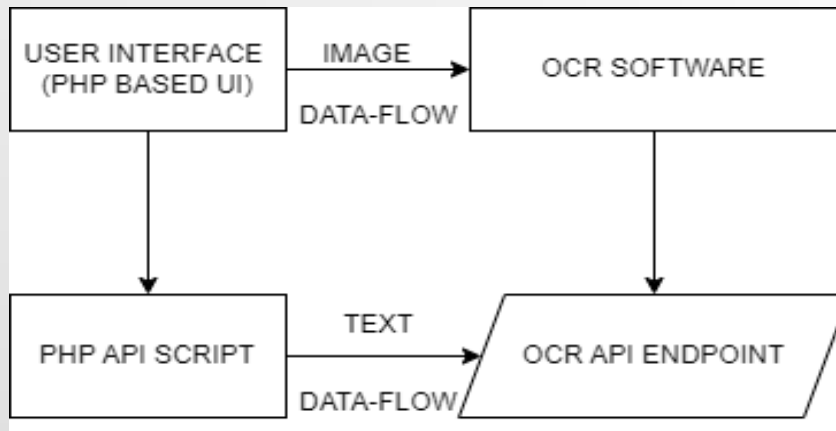 USER INTERFACE
(PHP BASED UI)
IMAGE
DATA-FLOW
OCR SOFTWARE
PHP API SCRIPT
TEXT
DATA-FLOW
OCR API ENDPOINT